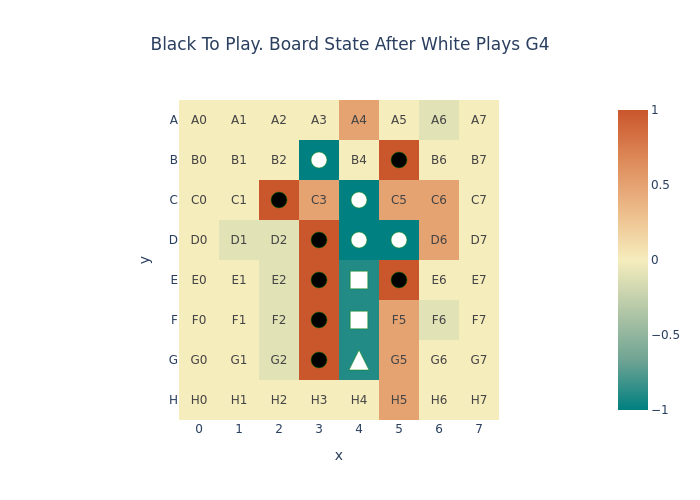 Black To Play. Board State After White Plays G4
A A0 A1 A2 A3 A4 A5 A6 A7
B B0 B1 B2 B4 B6 B7
C C0 C1 C3 C5 C6 C7
D D0 D1 D2 D6 D7
E E0 E1 E2 E6 E7
F F0 F1 F2 F5 F6 F7
G G0 G1 G2 G5 G6 G7
H H0 H1 H2 H3 H4 H5 H6 H7
0 1 2 3 4 5 6 7
x
y
1
0.5
0
−0.5
−1